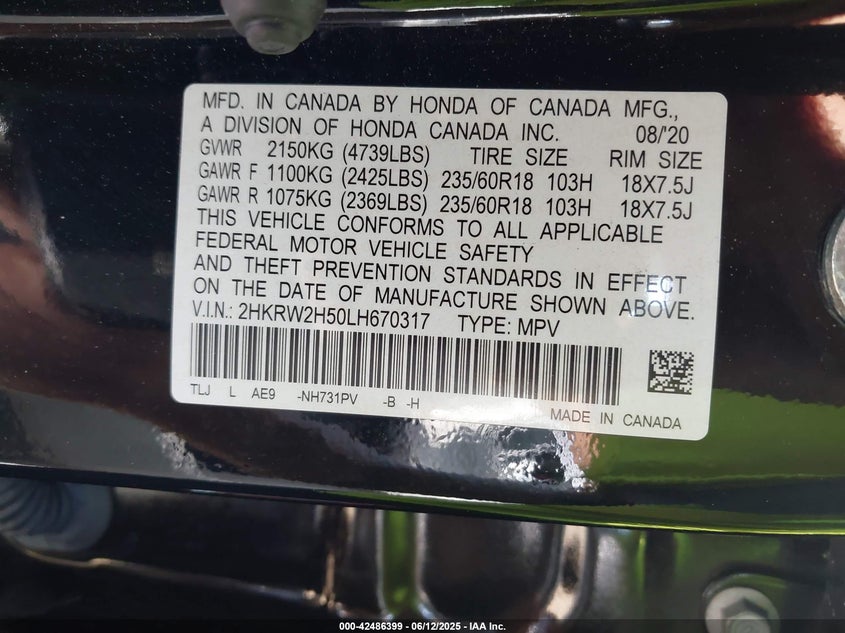 MFD. IN CANADA BY HONDA OF CANADA MFG.,
A DIVISION OF HONDA CANADA INC. 08/'20
GVWR 2150KG (4739LBS) TIRE SIZE RIM SIZE
GAWR F 1100KG (2425LBS) 235/60R18 103H 18X7.5J
GAWR R 1075KG (2369LBS) 235/60R18 103H 18X7.5J
THIS VEHICLE CONFORMS TO ALL APPLICABLE
FEDERAL MOTOR VEHICLE SAFETY
AND THEFT PREVENTION STANDARDS IN EFFECT
ON THE DATE OF MANUFACTURE SHOWN ABOVE.
V.I.N.: 2HKRW2H50LH670317 TYPE: MPV
TLJ L AE9 -NH731PV -B -H
MADE IN CANADA
000-42486399 - 06/12/2025 - IAA Inc.